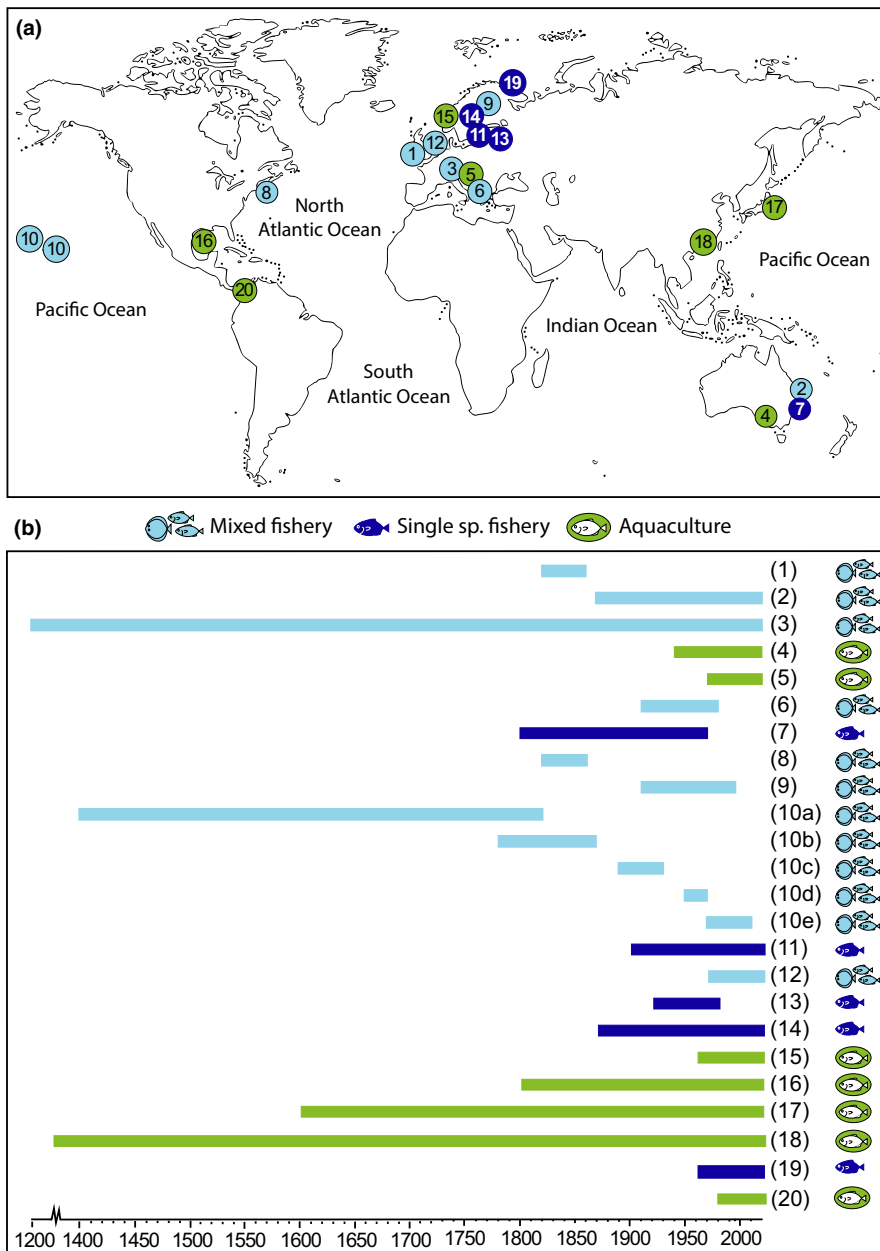 (a)
19
9
15
14
11
13
12
1
3
5
6
8
North
Atlantic Ocean
17
10
10
16
18
Pacific Ocean
20
Pacific Ocean
Indian Ocean
South
Atlantic Ocean
2
7
4
(b)
Mixed fishery
Single sp. fishery
Aquaculture
(1)
(2)
(3)
(4)
(5)
(6)
(7)
(8)
(9)
(10a)
(10b)
(10c)
(10d)
(10e)
(11)
(12)
(13)
(14)
(15)
(16)
(17)
(18)
(19)
(20)
1200 1400 1450 1500 1550 1600 1650 1700 1750 1800 1850 1900 1950 2000